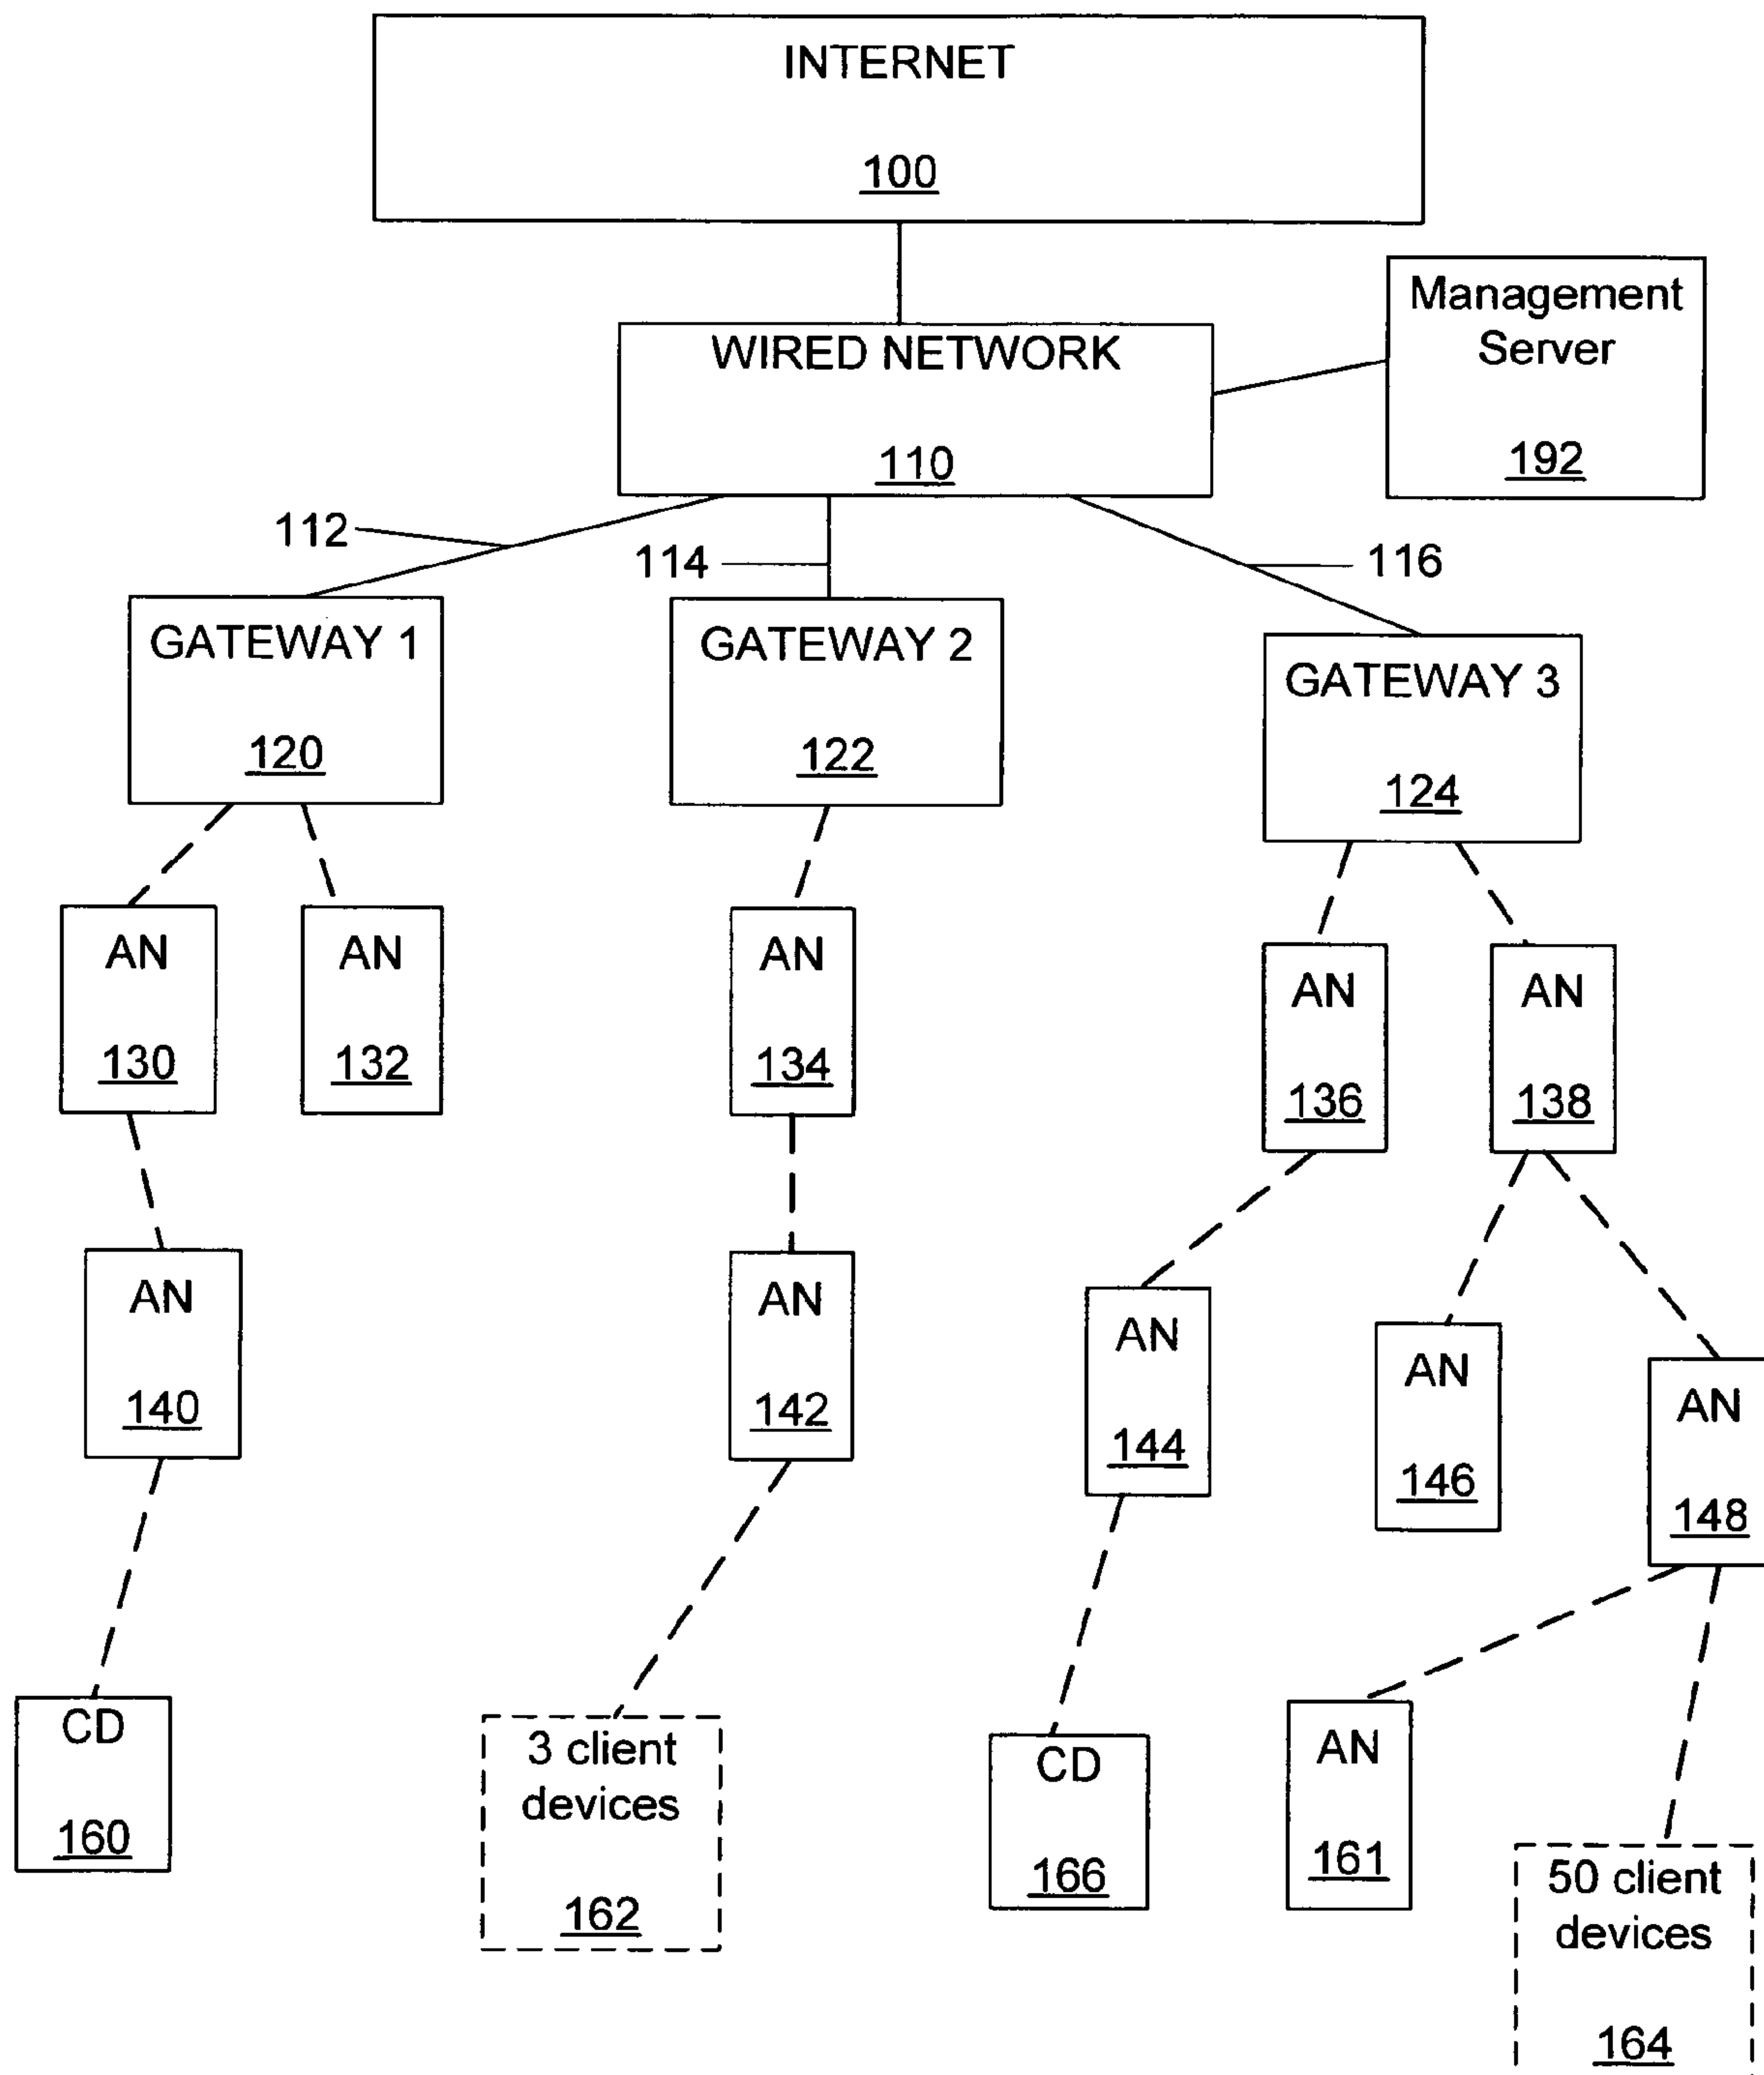 INTERNET
100
Management
Server
192
WIRED NETWORK
110
112
114
116
GATEWAY 1
120
GATEWAY 2
122
GATEWAY 3
124
AN
130
AN
132
AN
134
AN
136
AN
138
AN
140
AN
142
AN
144
AN
146
AN
148
CD
160
3 client
devices
162
CD
166
AN
161
50 client
devices
164